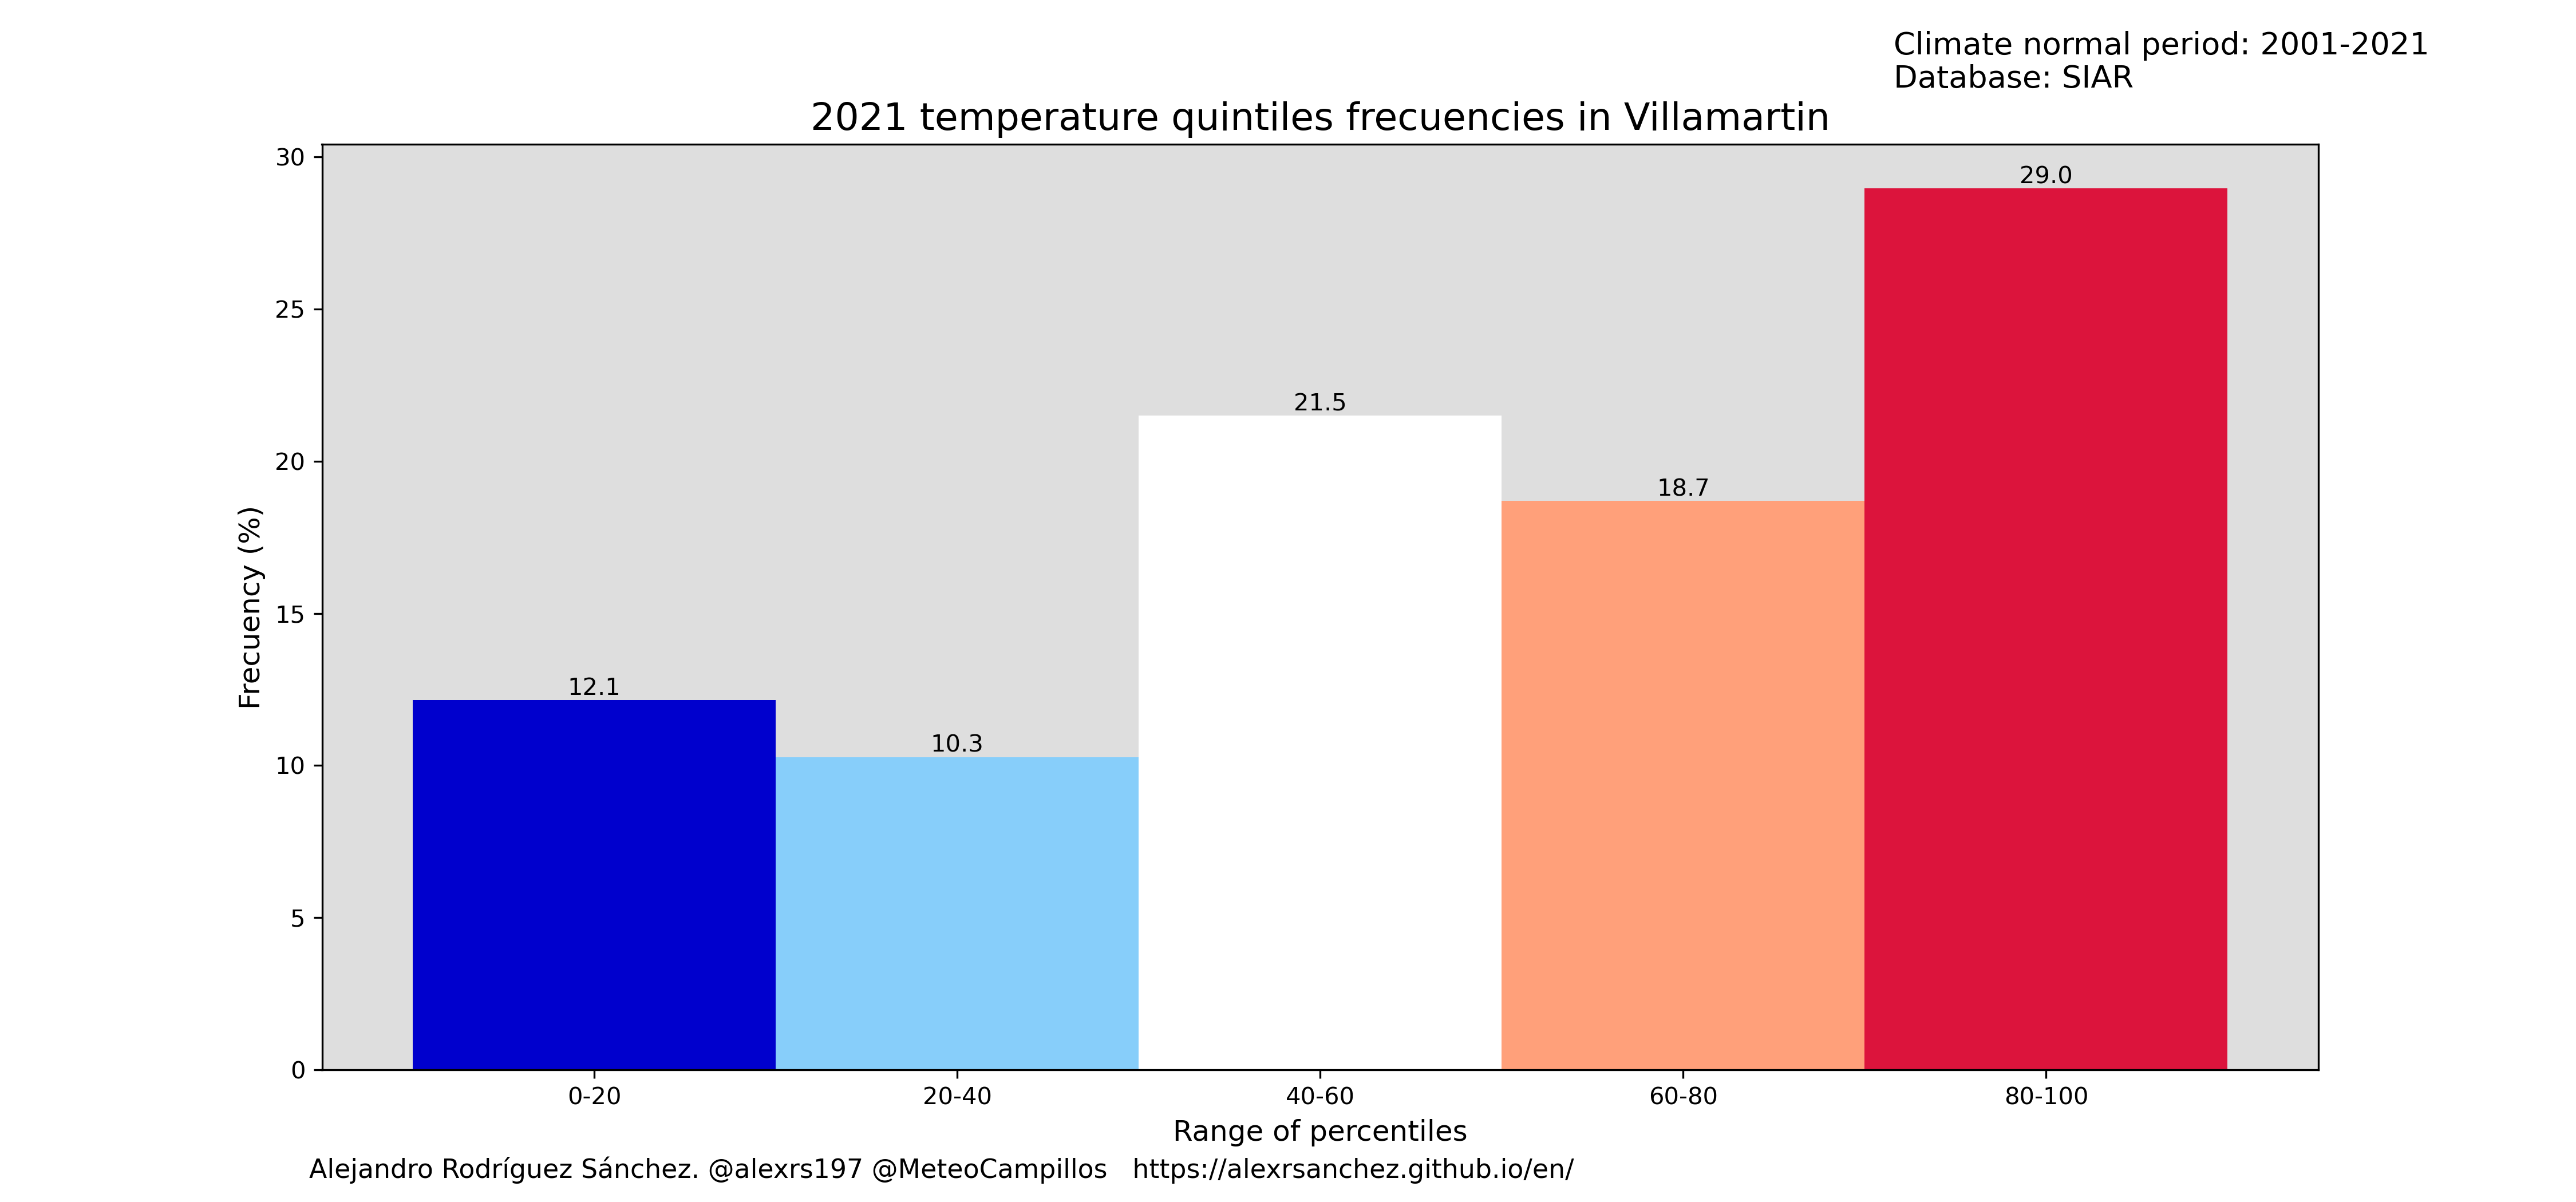 Climate normal period: 2001-2021
Database: SIAR
2021 temperature quintiles frecuencies in Villamartin
30
25
20
15
10
5
0
Frecuency (%)
12.1
10.3
21.5
18.7
29.0
0-20
20-40
40-60
60-80
80-100
Range of percentiles
Alejandro Rodríguez Sánchez. @alexrs197 @MeteoCampillos https://alexrsanchez.github.io/en/